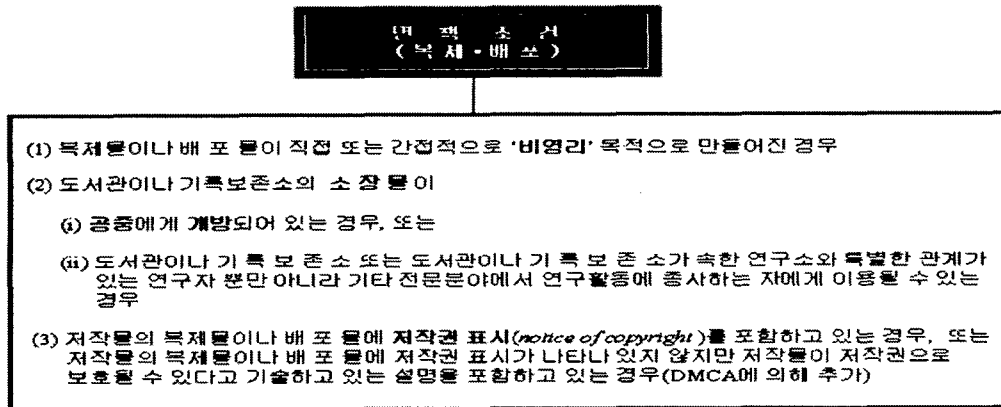 면 책 조 건
( 복 제 • 배 포 )
(1) 복제물이나 배 포 물이 직접 또는 간접적으로 '비영리' 목적으로 만들어진 경우
(2) 도서관이나 기록보존소의 소 장 물 이
(i) 공중에게 개방되어 있는 경우, 또는
(ii) 도서관이나 기 록 보 존 소 또는 도서관이나 기 록 보 존 소가 속한 연구소와 특별한 관계가
있는 연구자 뿐만 아니라 기타 전문분야에서 연구활동에 종사하는 자에게 이용될 수 있는
경우
(3) 저작물의 복제물이나 배 포 물에 저작권 표시(notice of copyright)를 포함하고 있는 경우, 또는
저작물의 복제물이나 배 포 물에 저작권 표시가 나타나 있지 않지만 저작물이 저작권으로
보호될 수 있다고 기술하고 있는 설명을 포함하고 있는 경우(DMCA에 의해 추가)